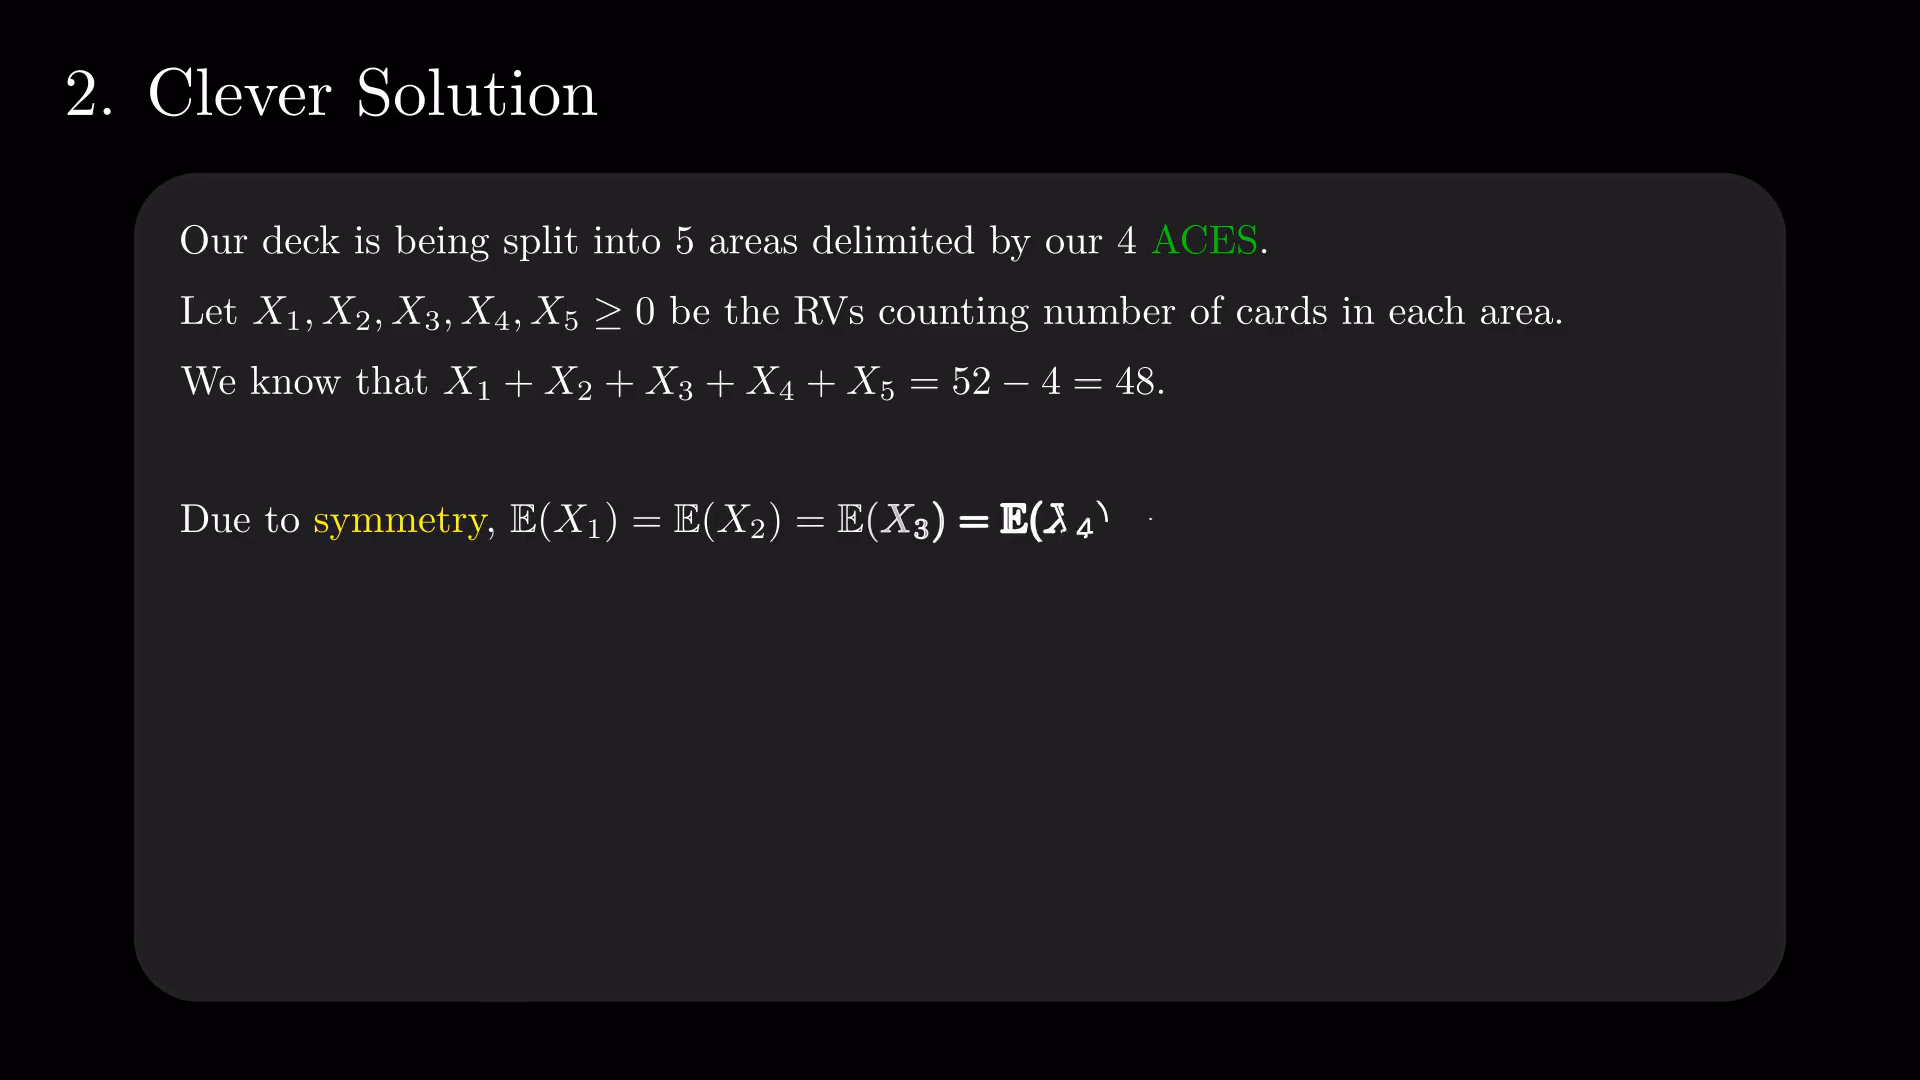 2. Clever Solution
Our deck is being split into 5 areas delimited by our 4 ACES.
Let X₁, X₂, X₃, X₄, X₅ ≥ 0 be the RVs counting number of cards in each area.
We know that X₁ + X₂ + X₃ + X₄ + X₅ = 52 − 4 = 48.
Due to symmetry, 𝔼(X₁) = 𝔼(X₂) = 𝔼(X₃) = 𝔼(X₄)